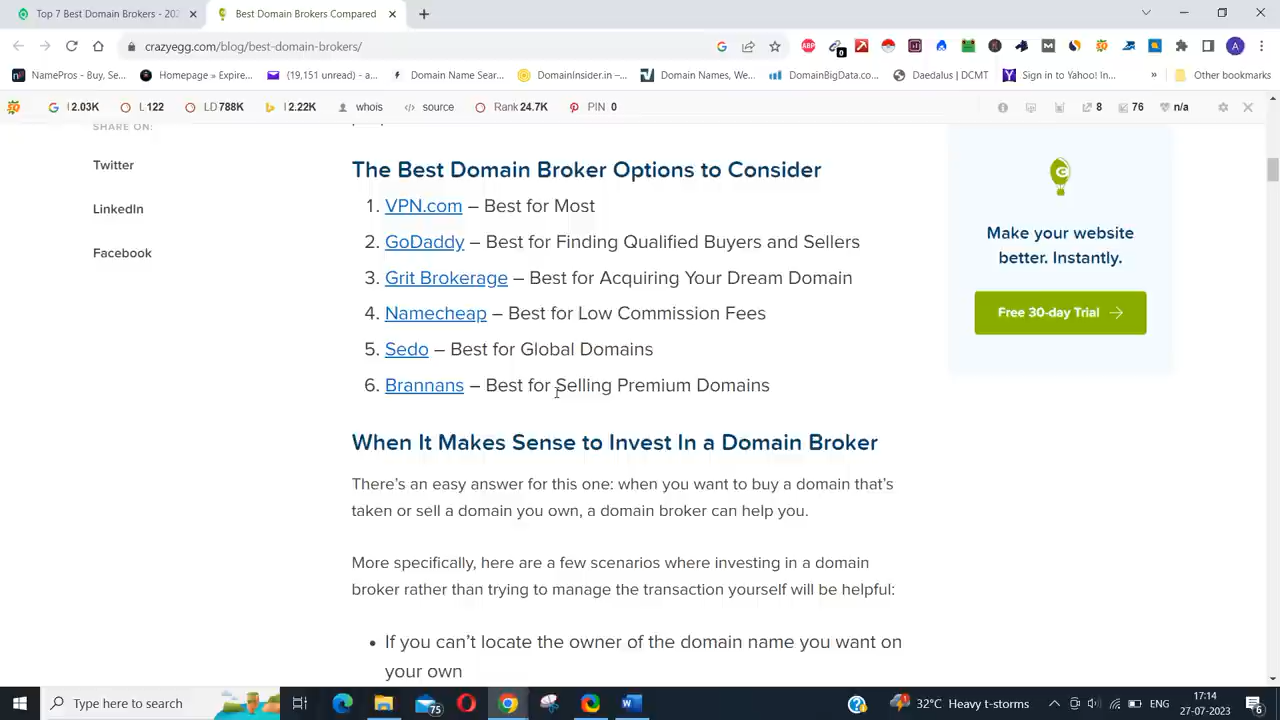 Top 7 Best Domain Brokers - 202
Best Domain Brokers Compared
crazyegg.com/blog/best-domain-brokers/
NamePros - Buy, Se...
Homepage » Expire...
(19,151 unread) - a...
Domain Name Sear...
DomainInsider.in –...
Domain Names, We...
DomainBigData.co...
Daedalus | DCMT
Sign in to Yahoo! In...
Other bookmarks
I 2.03K
L 122
LD 788K
I 2.22K
whois
source
Rank 24.7K
PIN 0
8
76
n/a
SHARE ON:
Twitter
LinkedIn
Facebook
The Best Domain Broker Options to Consider
1. VPN.com – Best for Most
2. GoDaddy – Best for Finding Qualified Buyers and Sellers
3. Grit Brokerage – Best for Acquiring Your Dream Domain
4. Namecheap – Best for Low Commission Fees
5. Sedo – Best for Global Domains
6. Brannans – Best for Selling Premium Domains
Make your website
better. Instantly.
Free 30-day Trial
When It Makes Sense to Invest In a Domain Broker
There's an easy answer for this one: when you want to buy a domain that's
taken or sell a domain you own, a domain broker can help you.
More specifically, here are a few scenarios where investing in a domain
broker rather than trying to manage the transaction yourself will be helpful:
• If you can't locate the owner of the domain name you want on
your own
Type here to search
75
32°C Heavy t-storms
ENG
17:14
27-07-2023
6